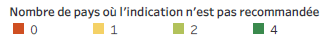 Nombre de pays où l’indication n’est pas recommandée
0 1 2 4